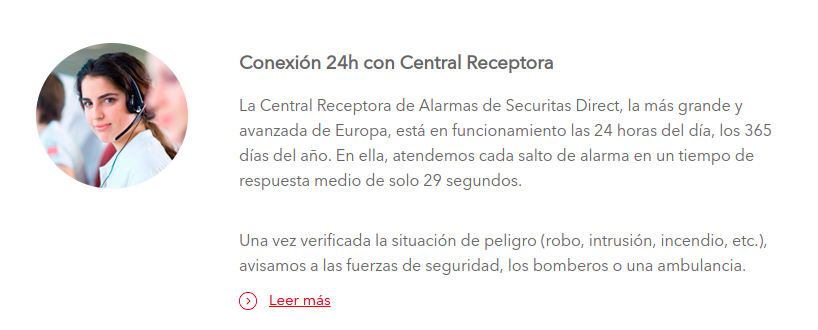 Conexión 24h con Central Receptora
La Central Receptora de Alarmas de Securitas Direct, la más grande y
avanzada de Europa, está en funcionamiento las 24 horas del día, los 365
días del año. En ella, atendemos cada salto de alarma en un tiempo de
respuesta medio de solo 29 segundos.
Una vez verificada la situación de peligro (robo, intrusión, incendio, etc.),
avisamos a las fuerzas de seguridad, los bomberos o una ambulancia.
Leer más